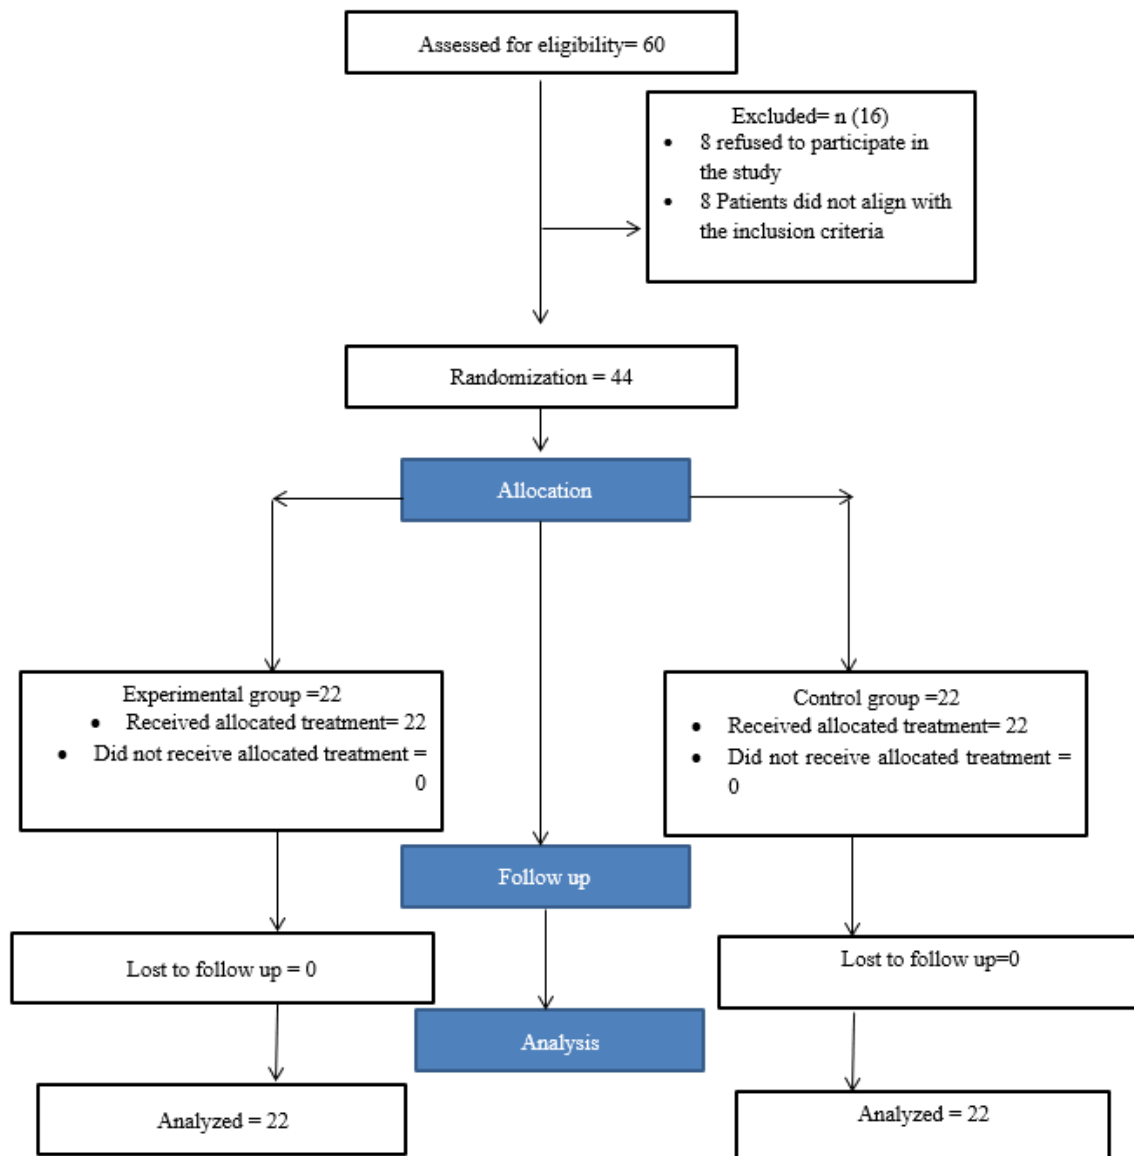 Assessed for eligibility= 60
Excluded= n (16)
• 8 refused to participate in
the study
• 8 Patients did not align with
the inclusion criteria
Randomization = 44
Allocation
Experimental group =22
• Received allocated treatment= 22
• Did not receive allocated treatment =
0
Control group =22
• Received allocated treatment= 22
• Did not receive allocated treatment =
0
Follow up
Lost to follow up = 0
Lost to follow up=0
Analysis
Analyzed = 22
Analyzed = 22